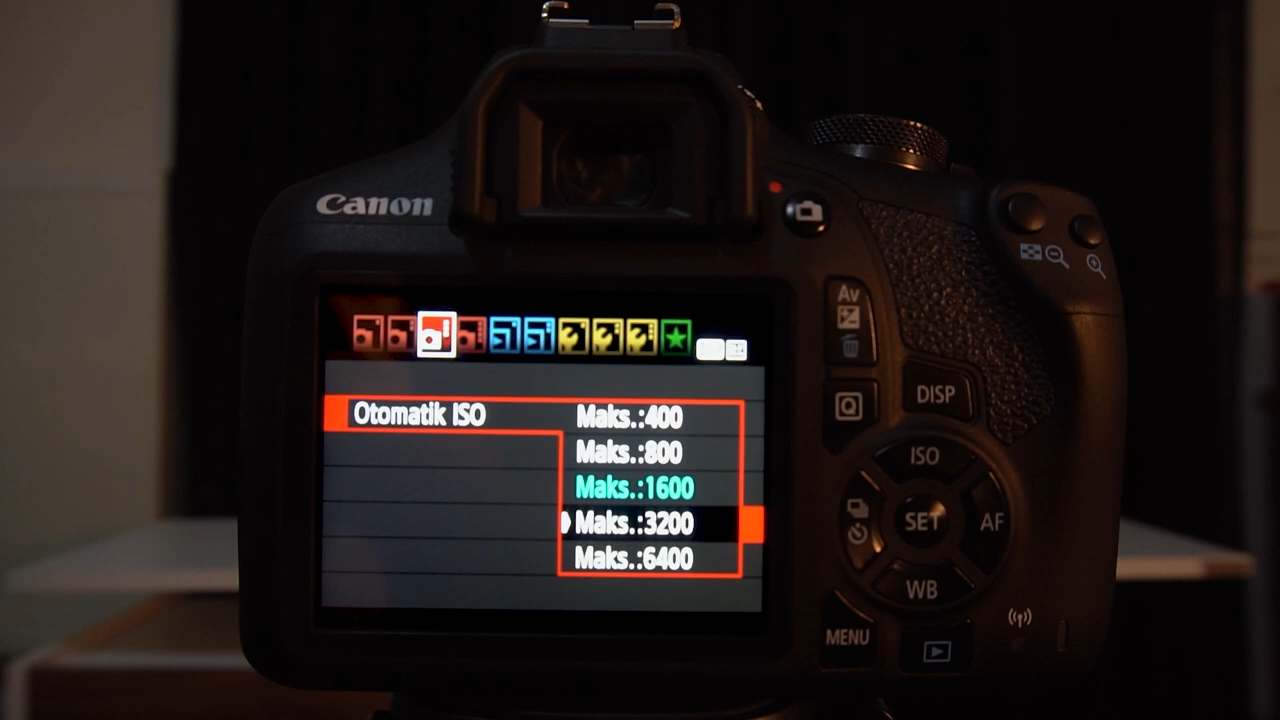 Canon
Otomatik ISO
Maks.:400
Maks.:800
Maks.:1600
Maks.:3200
Maks.:6400
Av
Q
DISP
ISO
SET
AF
WB
MENU